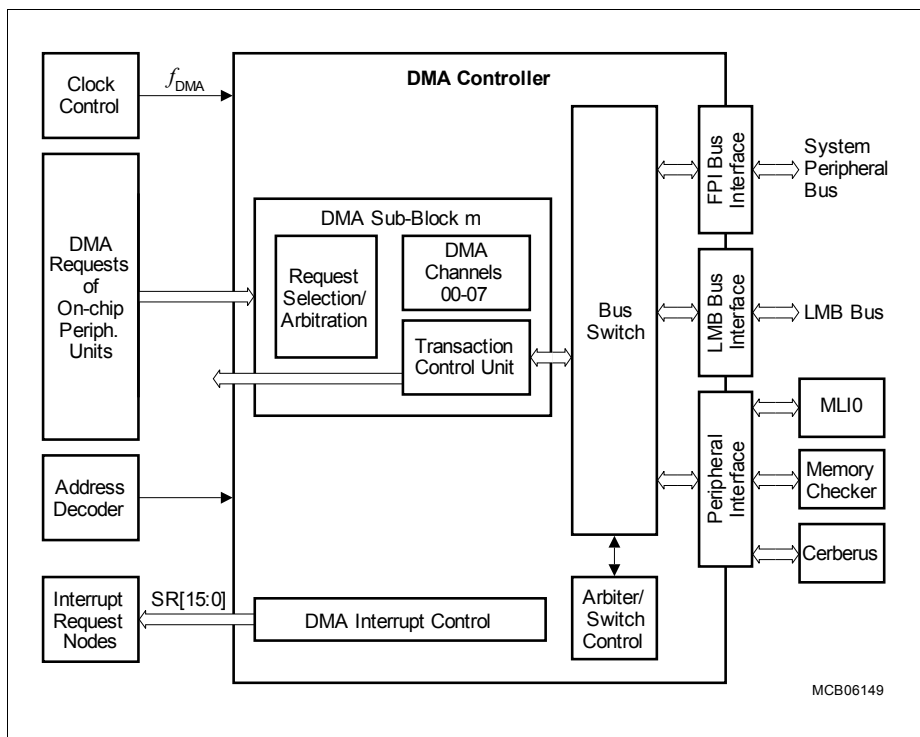 DMA Controller
Clock
Control
fDMA
DMA
Requests
of
On-chip
Periph.
Units
Address
Decoder
Interrupt
Request
Nodes
SR[15:0]
DMA Sub-Block m
Request
Selection/
Arbitration
DMA
Channels
00-07
Transaction
Control Unit
DMA Interrupt Control
Bus
Switch
Arbiter/
Switch
Control
FPI Bus
Interface
LMB Bus
Interface
Peripheral
Interface
System
Peripheral
Bus
LMB Bus
MLI0
Memory
Checker
Cerberus
MCB06149